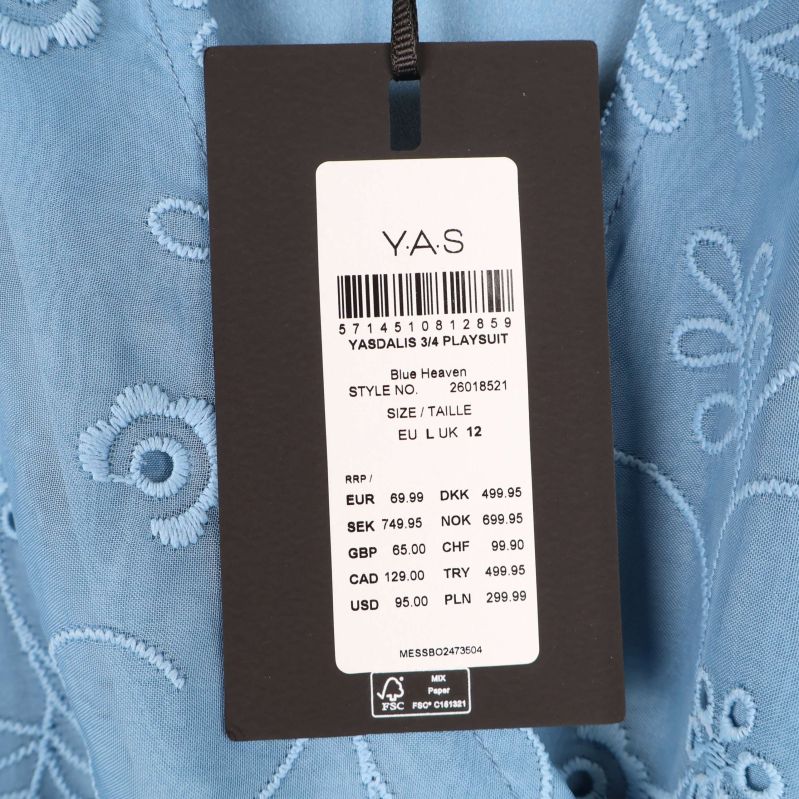 Y.A.S
5714510812859
YASDALIS 3/4 PLAYSUIT
Blue Heaven
STYLE NO. 26018521
SIZE / TAILLE
EU L UK 12
RRP /
EUR 69.99 DKK 499.95
SEK 749.95 NOK 699.95
GBP 65.00 CHF 99.90
CAD 129.00 TRY 499.95
USD 95.00 PLN 299.99
MESSBO2473504
FSC
MIX
Paper
FSC® C181321